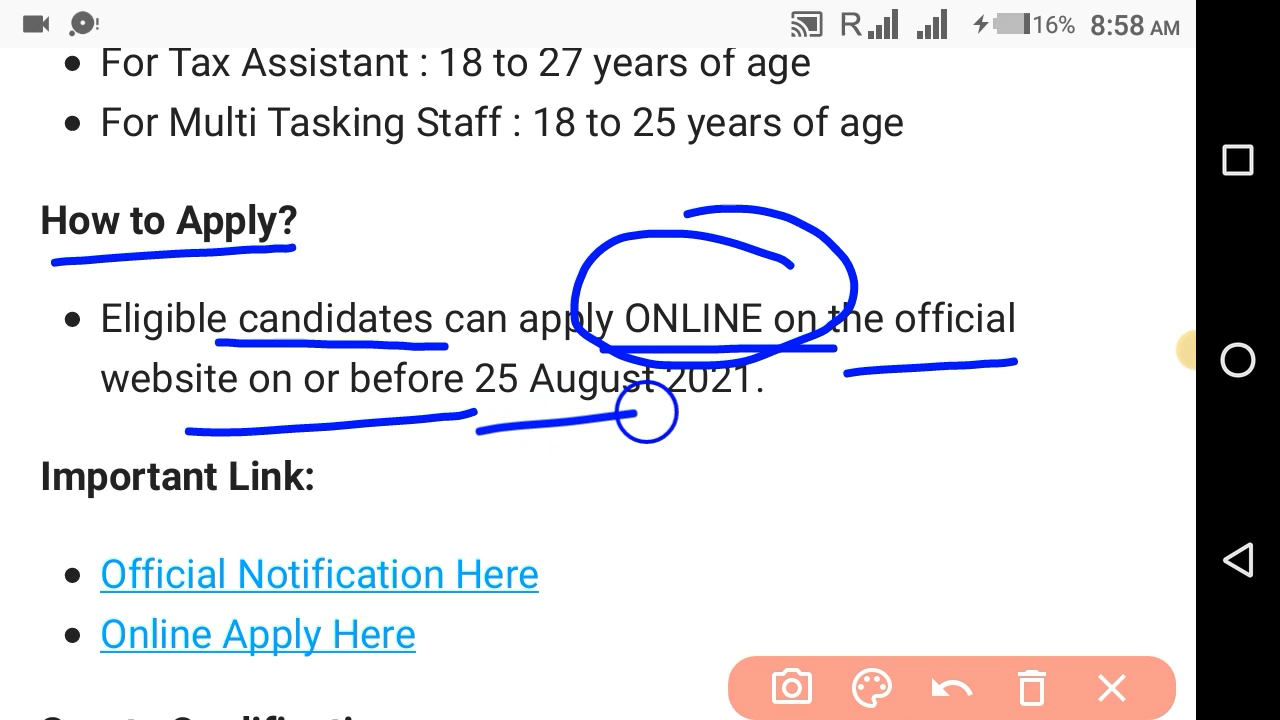 R 16% 8:58 AM
For Tax Assistant : 18 to 27 years of age
For Multi Tasking Staff : 18 to 25 years of age
How to Apply?
Eligible candidates can apply ONLINE on the official
website on or before 25 August 2021.
Important Link:
Official Notification Here
Online Apply Here